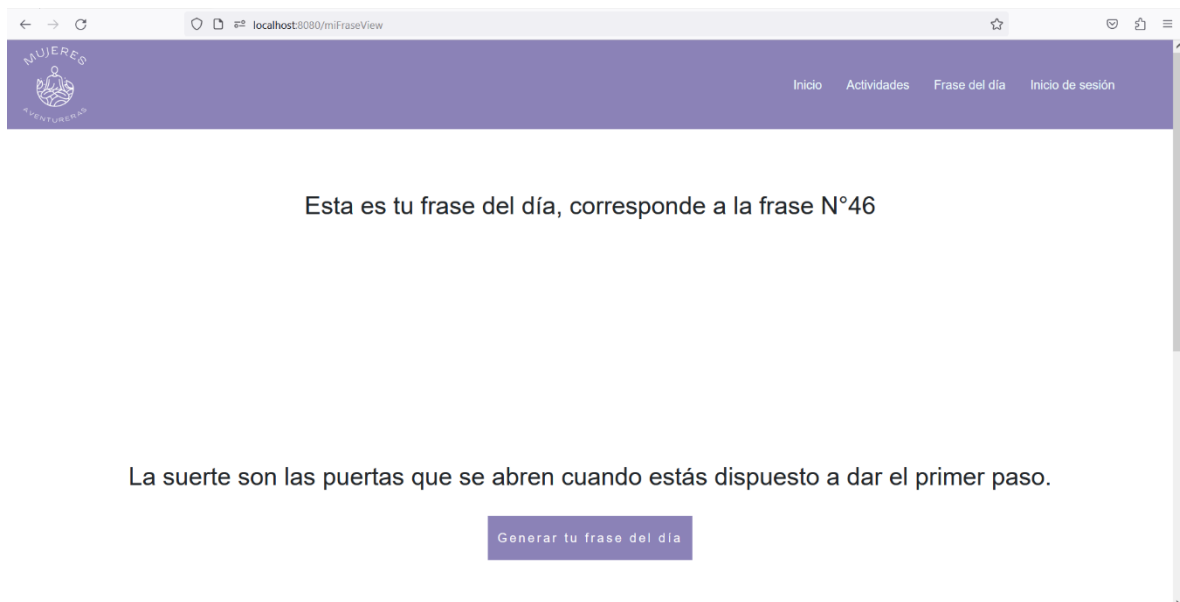 localhost:8080/miFraseView
MUJERES
AVENTURERAS
Inicio Actividades Frase del día Inicio de sesión
Esta es tu frase del día, corresponde a la frase N°46
La suerte son las puertas que se abren cuando estás dispuesto a dar el primer paso.
Generar tu frase del día